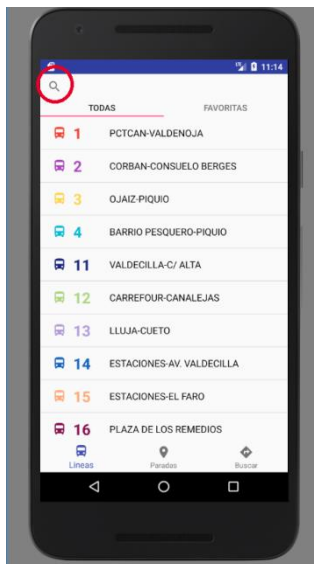 11:14
TODAS FAVORITAS
1 PCTCAN-VALDENOJA
2 CORBAN-CONSUELO BERGES
3 OJAIZ-PIQUIO
4 BARRIO PESQUERO-PIQUIO
11 VALDECILLA-C/ ALTA
12 CARREFOUR-CANALEJAS
13 LLUJA-CUETO
14 ESTACIONES-AV. VALDECILLA
15 ESTACIONES-EL FARO
16 PLAZA DE LOS REMEDIOS
Lineas Paradas Buscar